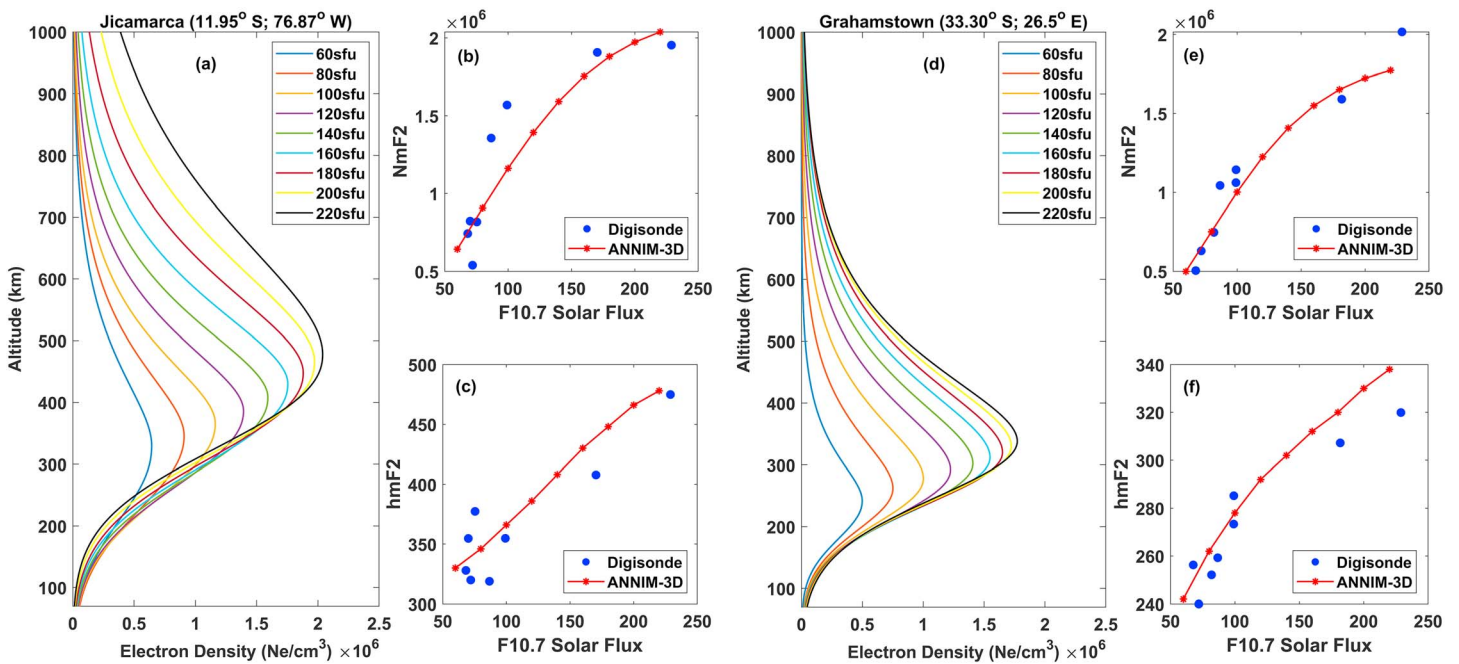 Jicamarca (11.95° S; 76.87° W)
(a)
60sfu
80sfu
100sfu
120sfu
140sfu
160sfu
180sfu
200sfu
220sfu
1000
900
800
700
600
500
400
300
200
100
Altitude (km)
0 0.5 1 1.5 2 2.5
Electron Density (Ne/cm³) ×10⁶
×10⁶
(b)
2
1.5
1
0.5
NmF2
Digisonde
ANNIM-3D
50 100 150 200 250
F10.7 Solar Flux
(c)
500
450
400
350
300
hmF2
Digisonde
ANNIM-3D
50 100 150 200 250
F10.7 Solar Flux
Grahamstown (33.30° S; 26.5° E)
(d)
60sfu
80sfu
100sfu
120sfu
140sfu
160sfu
180sfu
200sfu
220sfu
1000
900
800
700
600
500
400
300
200
100
Altitude (km)
0 0.5 1 1.5 2 2.5
Electron Density (Ne/cm³) ×10⁶
×10⁶
(e)
2
1.5
1
0.5
NmF2
Digisonde
ANNIM-3D
50 100 150 200 250
F10.7 Solar Flux
(f)
340
320
300
280
260
240
hmF2
Digisonde
ANNIM-3D
50 100 150 200 250
F10.7 Solar Flux